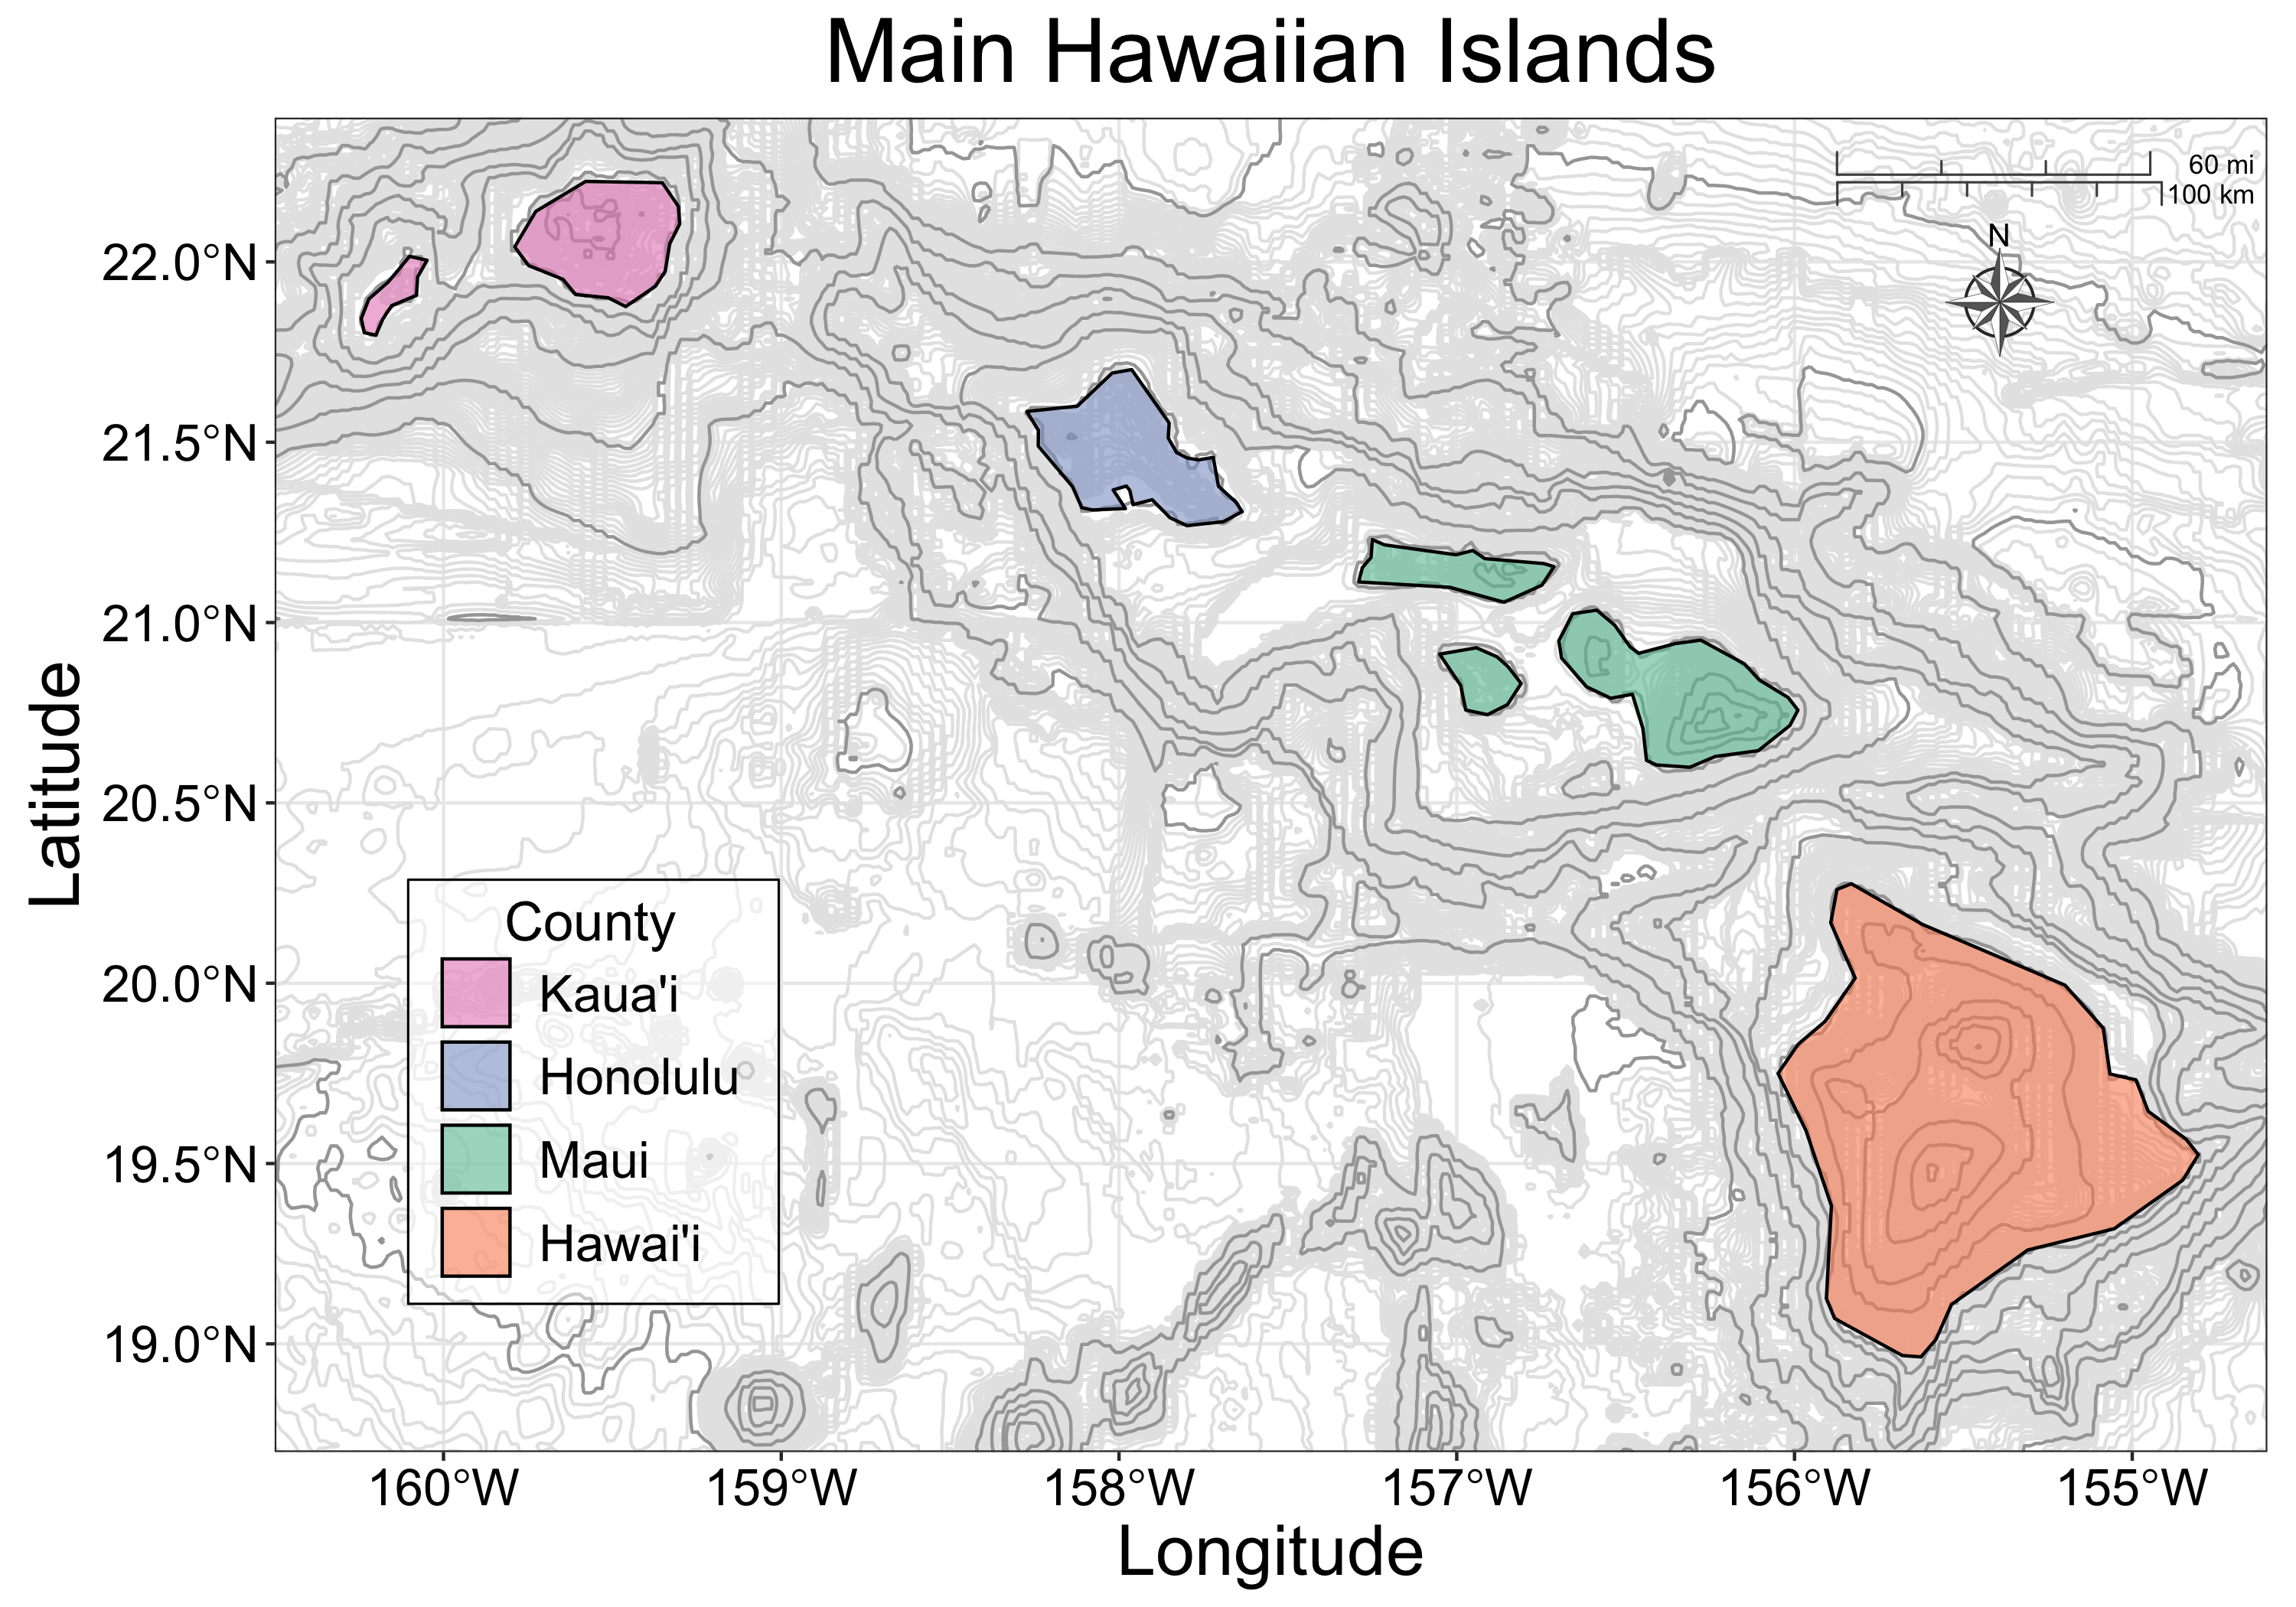 Main Hawaiian Islands
60 mi
100 km
N
22.0°N
21.5°N
21.0°N
20.5°N
20.0°N
19.5°N
19.0°N
Latitude
County
Kaua'i
Honolulu
Maui
Hawai'i
160°W
159°W
158°W
157°W
156°W
155°W
Longitude